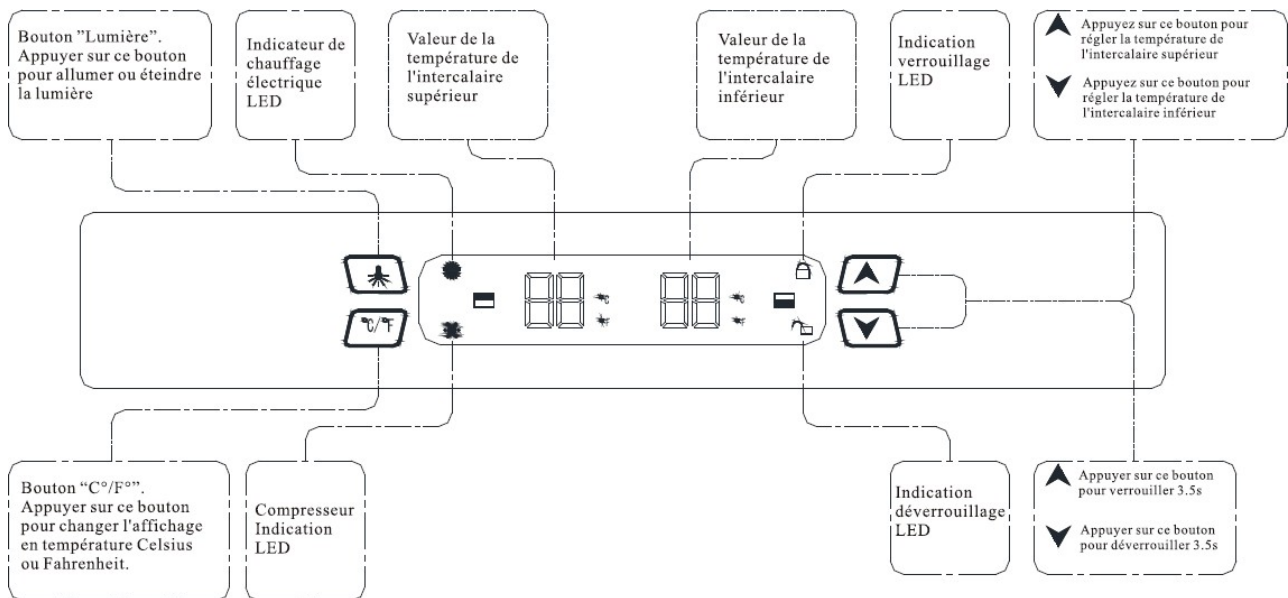 Bouton "Lumière".
Appuyer sur ce bouton
pour allumer ou éteindre
la lumière
Indicateur de
chauffage
électrique
LED
Valeur de la
température de
l'intercalaire
supérieur
Valeur de la
température de
l'intercalaire
inférieur
Indication
verrouillage
LED
Appuyez sur ce bouton pour
régler la température de
l'intercalaire supérieur
Appuyez sur ce bouton pour
régler la température de
l'intercalaire inférieur
°C/°F
Bouton "C°/F°".
Appuyer sur ce bouton
pour changer l'affichage
en température Celsius
ou Fahrenheit.
Compresseur
Indication
LED
Indication
déverrouillage
LED
Appuyer sur ce bouton
pour verrouiller 3.5s
Appuyer sur ce bouton
pour déverrouiller 3.5s